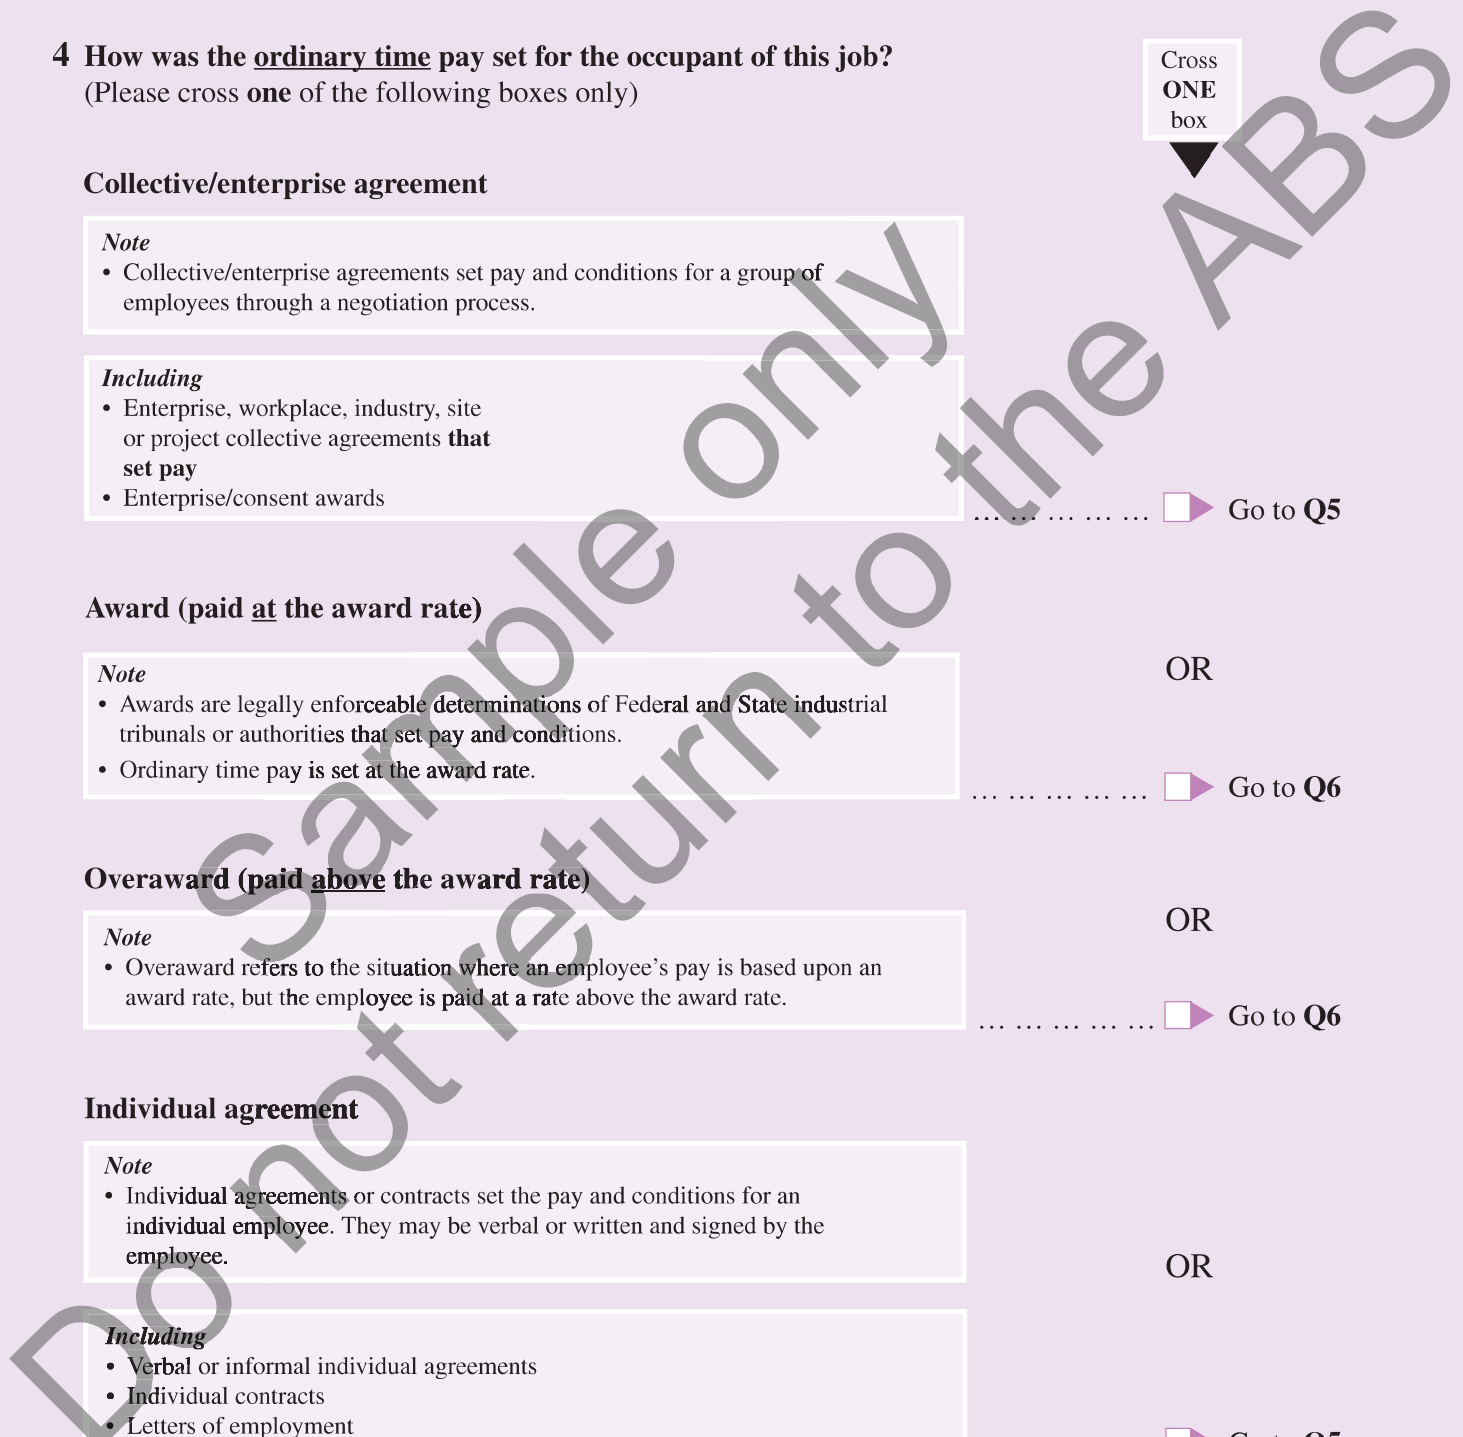 4 How was the ordinary time pay set for the occupant of this job?
(Please cross one of the following boxes only)
Cross
ONE
box
Collective/enterprise agreement
Note
• Collective/enterprise agreements set pay and conditions for a group of
employees through a negotiation process.
Including
• Enterprise, workplace, industry, site
or project collective agreements that
set pay
• Enterprise/consent awards
... ... ... ... ... Go to Q5
Award (paid at the award rate)
OR
Note
• Awards are legally enforceable determinations of Federal and State industrial
tribunals or authorities that set pay and conditions.
• Ordinary time pay is set at the award rate.
... ... ... ... ... Go to Q6
Overaward (paid above the award rate)
OR
Note
• Overaward refers to the situation where an employee's pay is based upon an
award rate, but the employee is paid at a rate above the award rate.
... ... ... ... ... Go to Q6
Individual agreement
Note
• Individual agreements or contracts set the pay and conditions for an
individual employee. They may be verbal or written and signed by the
employee.
OR
Including
• Verbal or informal individual agreements
• Individual contracts
• Letters of employment
Sample only
Do not return to the ABS